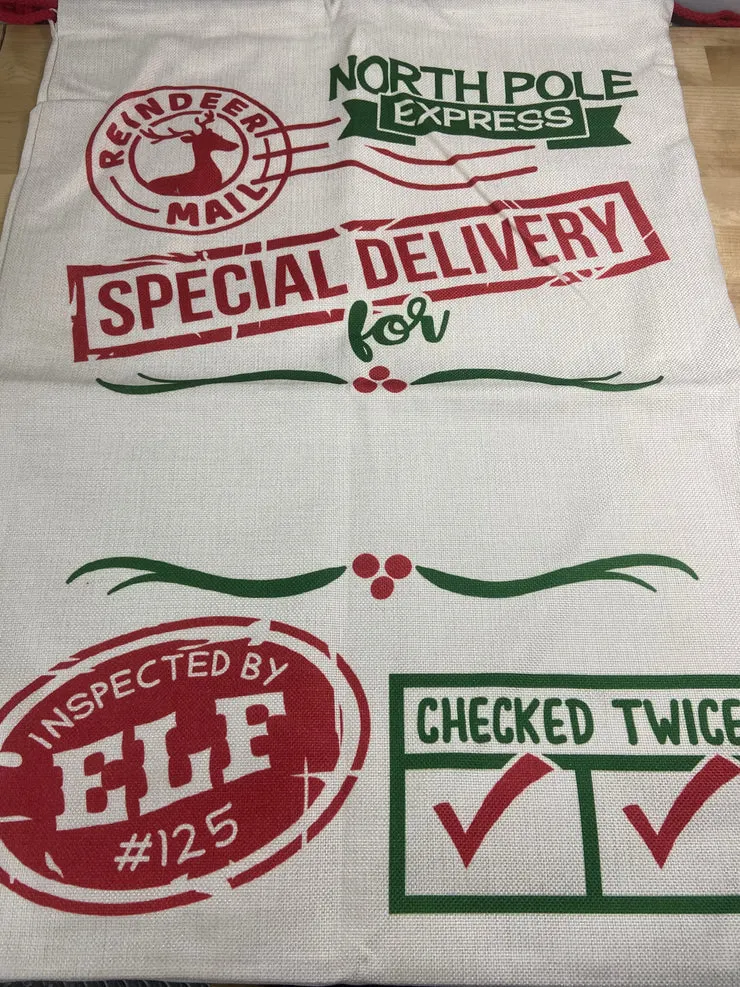 REINDEER
MAIL
NORTH POLE
EXPRESS
SPECIAL DELIVERY
for
INSPECTED BY
ELF
#125
CHECKED TWICE